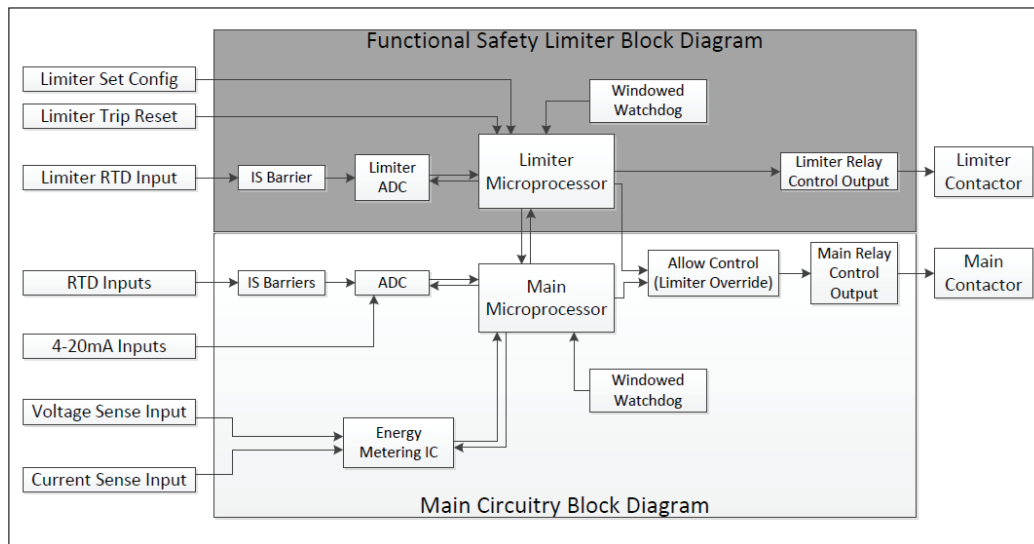 Functional Safety Limiter Block Diagram
Limiter Set Config
Limiter Trip Reset
Windowed
Watchdog
Limiter RTD Input
IS Barrier
Limiter
ADC
Limiter
Microprocessor
Limiter Relay
Control Output
Limiter
Contactor
RTD Inputs
IS Barriers
ADC
Main
Microprocessor
Allow Control
(Limiter Override)
Main Relay
Control
Output
Main
Contactor
4-20mA Inputs
Windowed
Watchdog
Voltage Sense Input
Energy
Metering IC
Current Sense Input
Main Circuitry Block Diagram